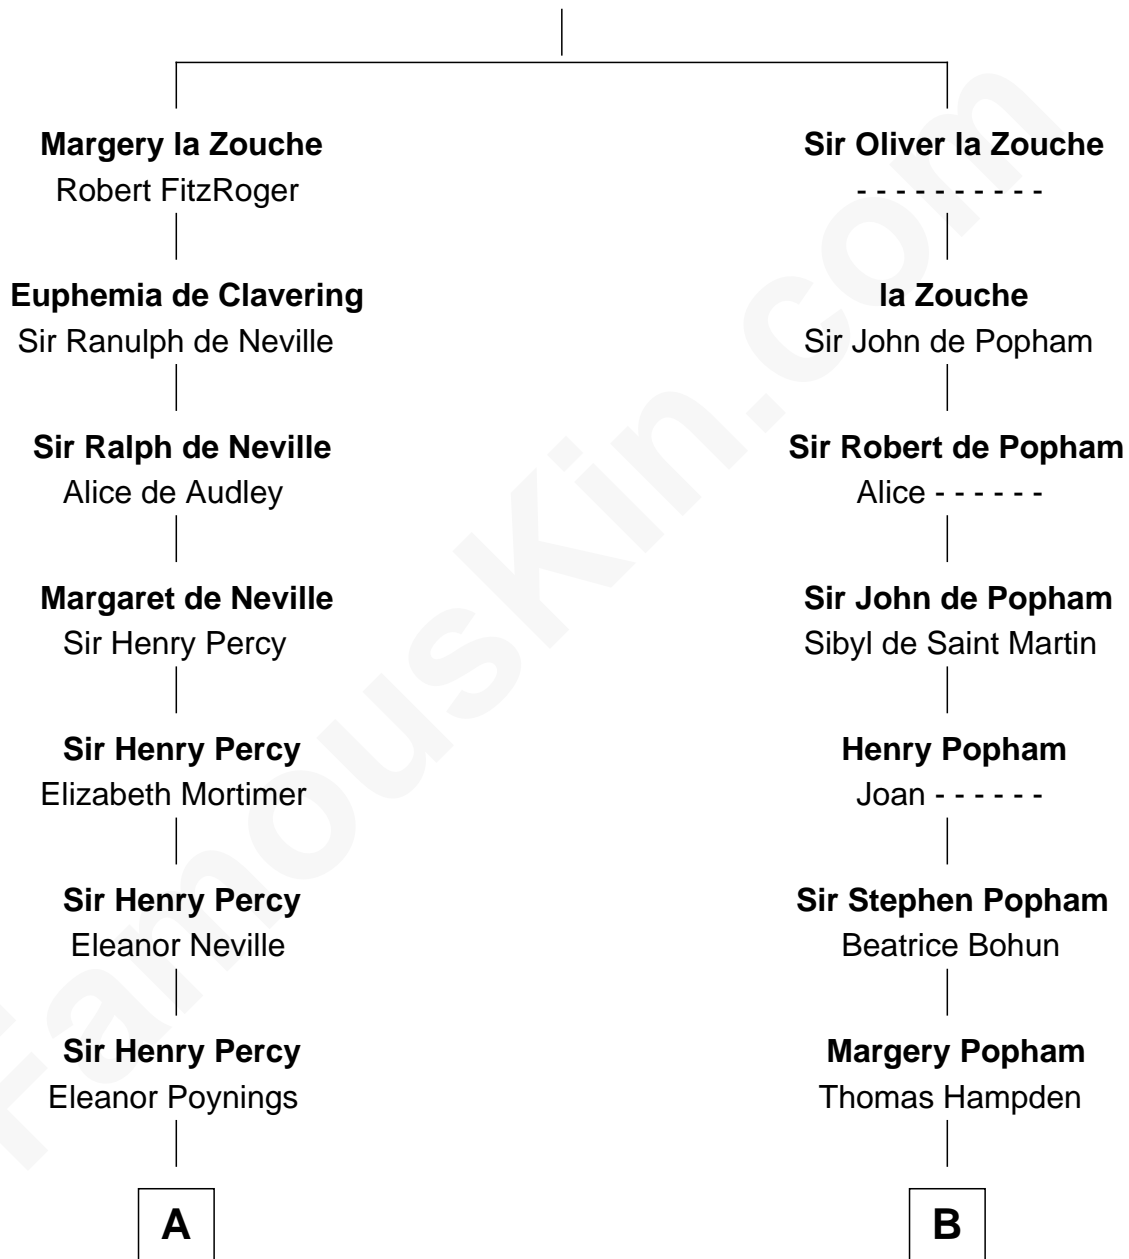 Margery la Zouche
Robert FitzRoger
Euphemia de Clavering
Sir Ranulph de Neville
Sir Ralph de Neville
Alice de Audley
Margaret de Neville
Sir Henry Percy
Sir Henry Percy
Elizabeth Mortimer
Sir Henry Percy
Eleanor Neville
Sir Henry Percy
Eleanor Poynings
A
Sir Oliver la Zouche
- - - - - - - - - -
la Zouche
Sir John de Popham
Sir Robert de Popham
Alice - - - - - -
Sir John de Popham
Sibyl de Saint Martin
Henry Popham
Joan - - - - - -
Sir Stephen Popham
Beatrice Bohun
Margery Popham
Thomas Hampden
B
FamousKin.com